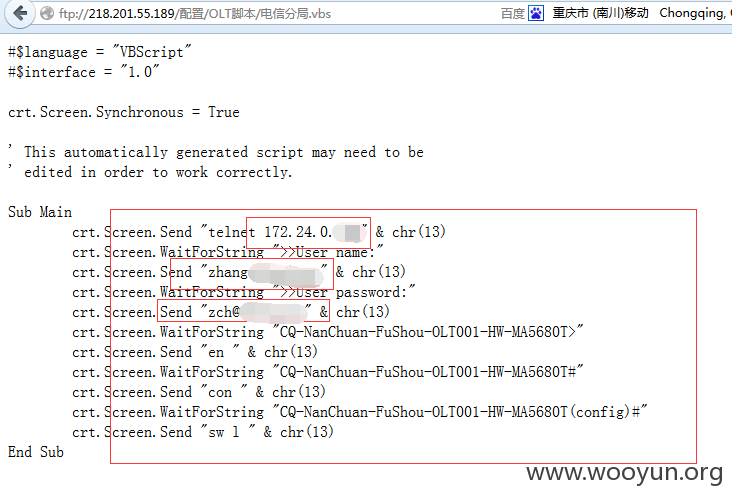 ftp://218.201.55.189/配置/OLT脚本/电信分局.vbs
百度 重庆市 (南川)移动 Chongqing,
#$language = "VBScript"
#$interface = "1.0"
crt.Screen.Synchronous = True
' This automatically generated script may need to be
' edited in order to work correctly.
Sub Main
crt.Screen.Send "telnet 172.24.0. " & chr(13)
crt.Screen.WaitForString ">>User name:"
crt.Screen.Send "zhang " & chr(13)
crt.Screen.WaitForString ">>User password:"
crt.Screen.Send "zch@ " & chr(13)
crt.Screen.WaitForString "CQ-NanChuan-FuShou-OLT001-HW-MA5680T>"
crt.Screen.Send "en " & chr(13)
crt.Screen.WaitForString "CQ-NanChuan-FuShou-OLT001-HW-MA5680T#"
crt.Screen.Send "con " & chr(13)
crt.Screen.WaitForString "CQ-NanChuan-FuShou-OLT001-HW-MA5680T(config)#"
crt.Screen.Send "sw l " & chr(13)
End Sub
www.wooyun.org